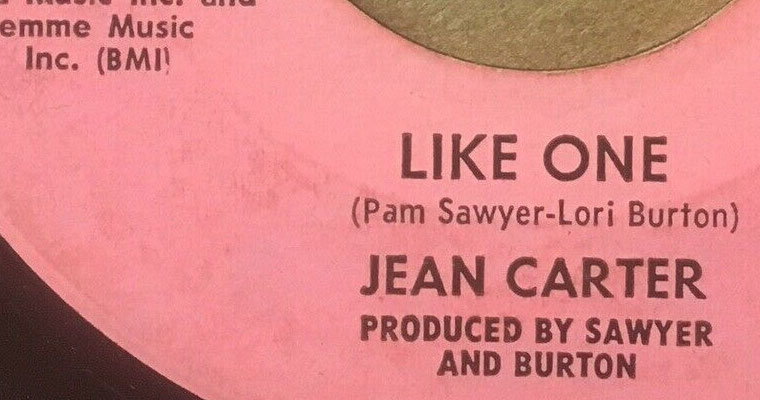 emme Music
Inc. (BMI)
LIKE ONE
(Pam Sawyer-Lori Burton)
JEAN CARTER
PRODUCED BY SAWYER
AND BURTON